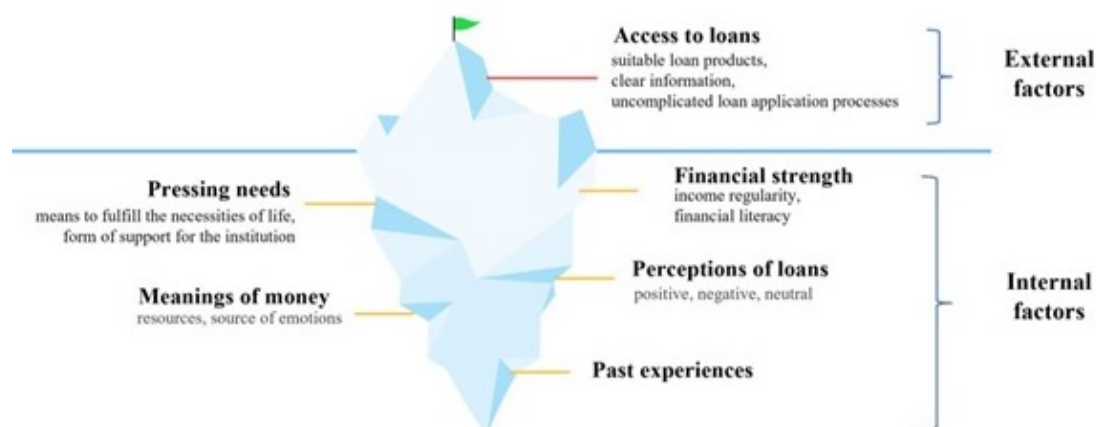 Access to loans
suitable loan products,
clear information,
uncomplicated loan application processes
External
factors
Pressing needs
means to fulfill the necessities of life,
form of support for the institution
Financial strength
income regularity,
financial literacy
Meanings of money
resources, source of emotions
Perceptions of loans
positive, negative, neutral
Internal
factors
Past experiences